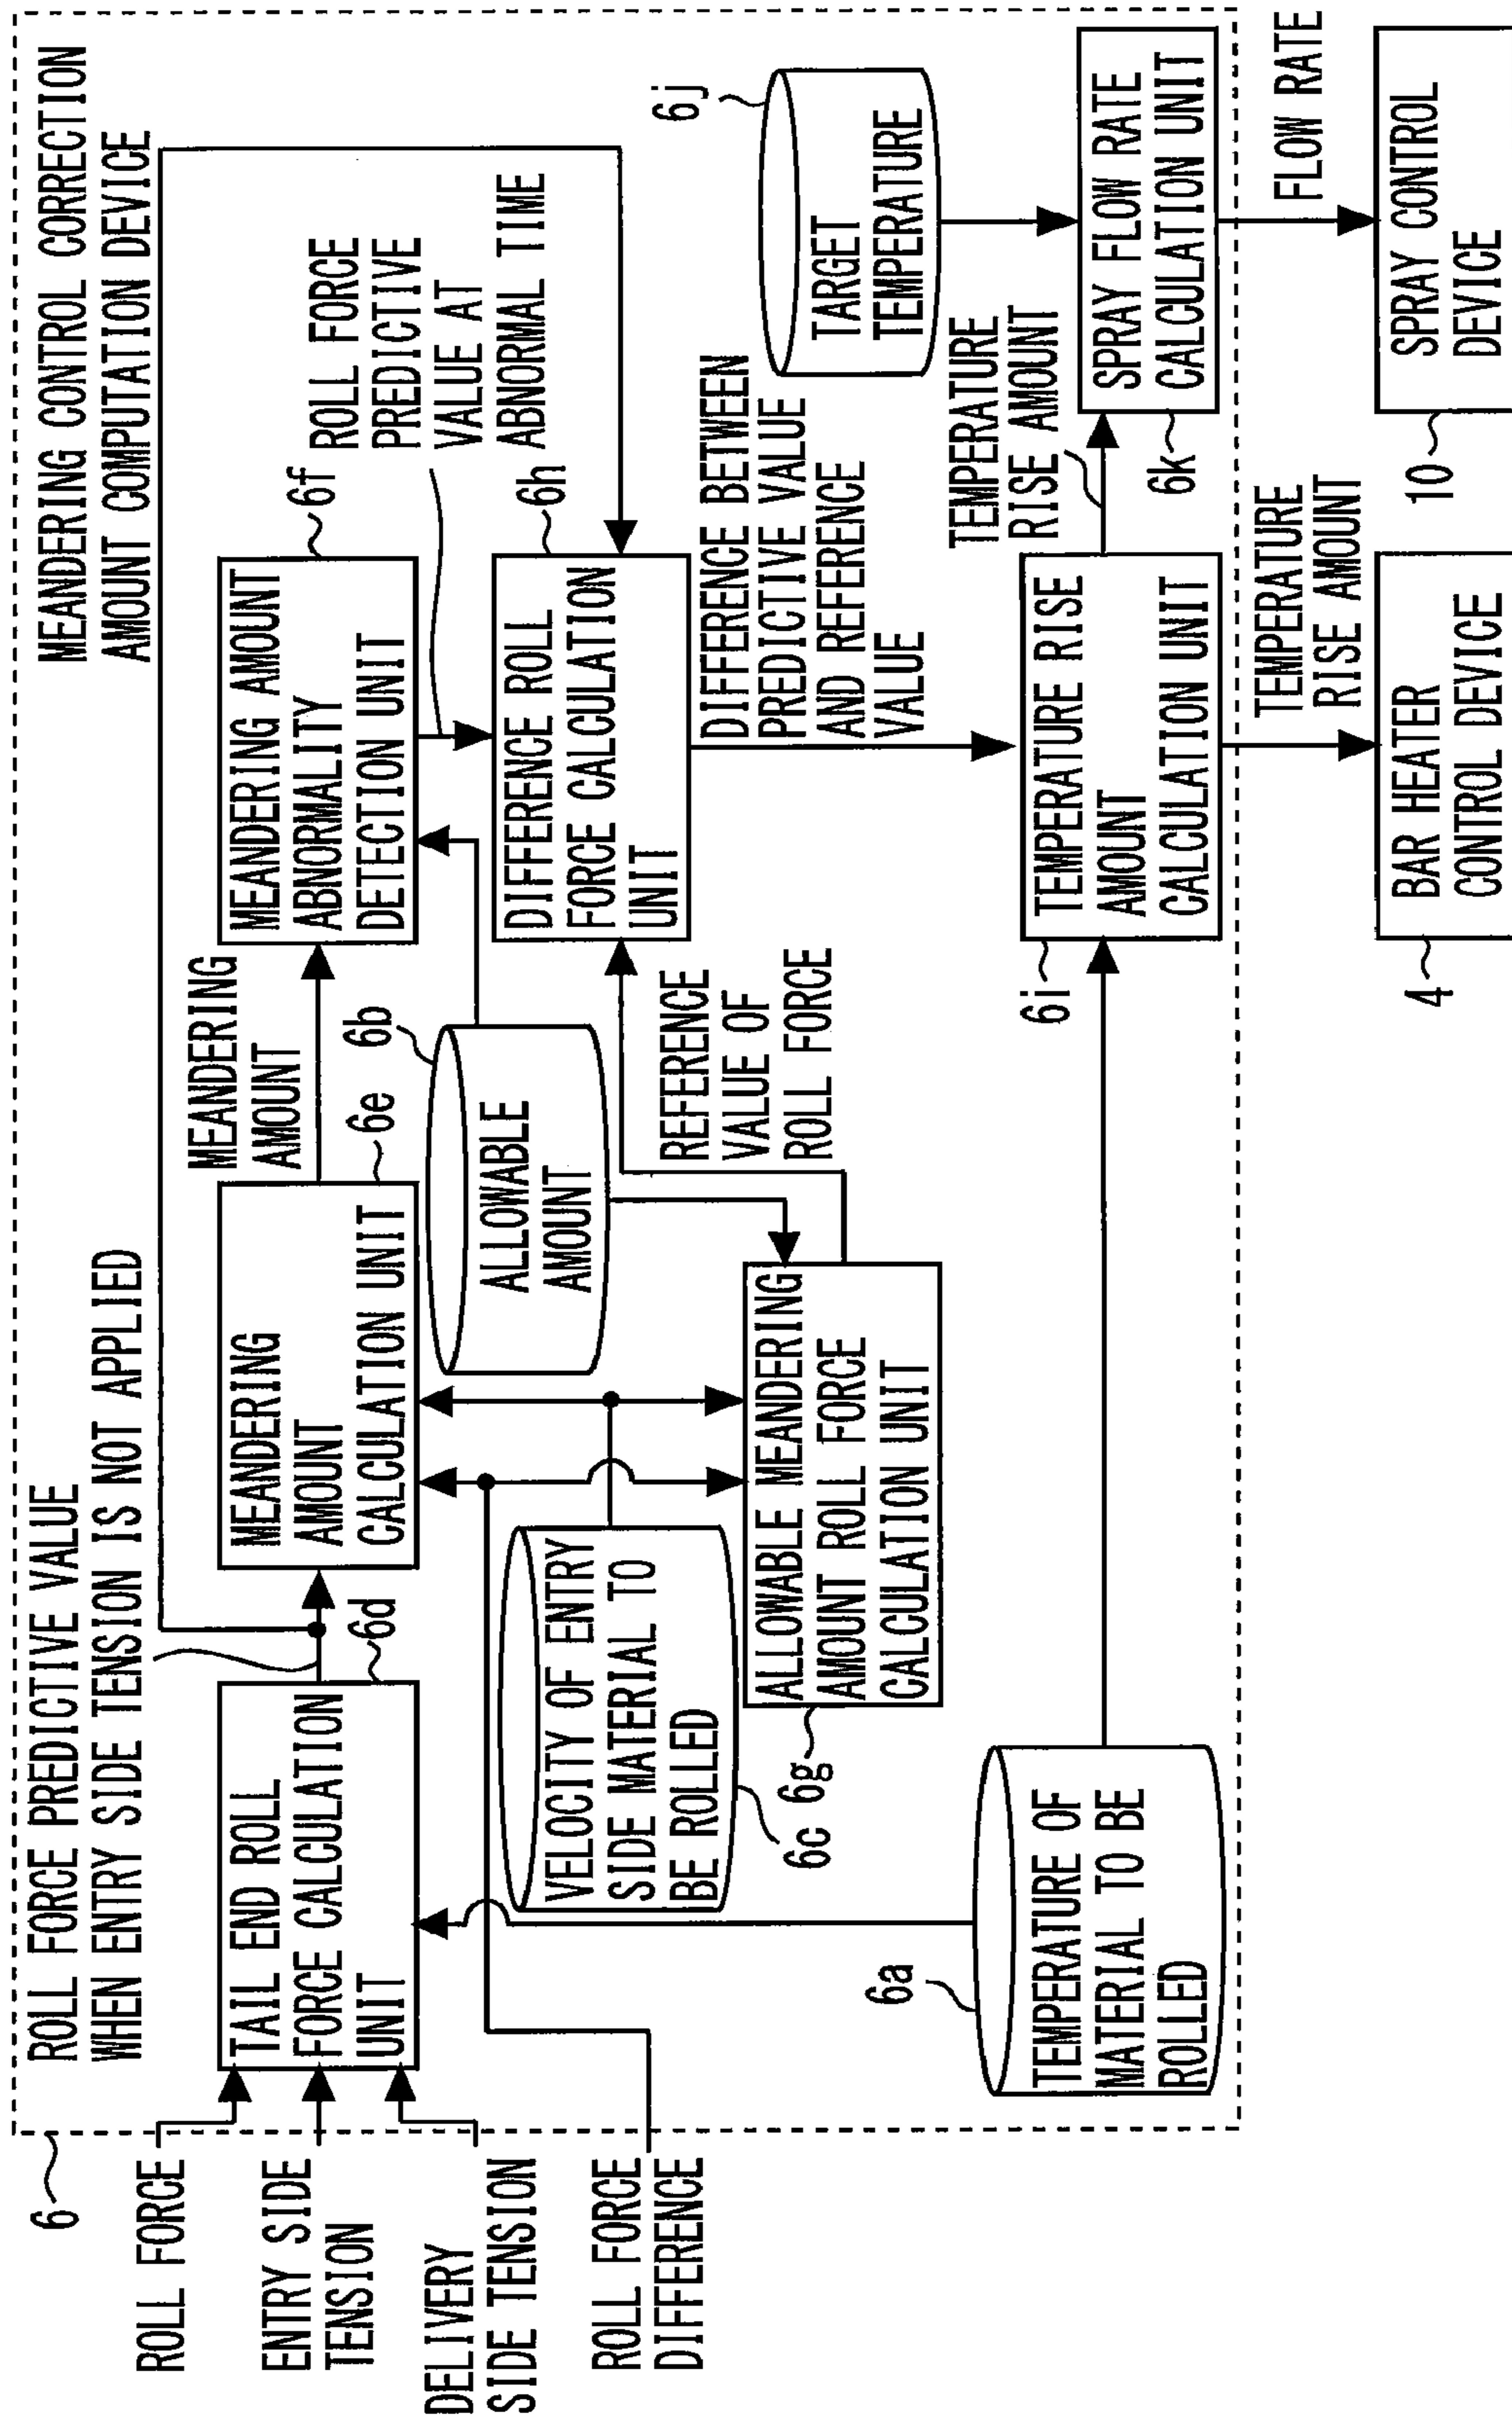 6
MEANDERING CONTROL CORRECTION
AMOUNT COMPUTATION DEVICE
ROLL FORCE PREDICTIVE VALUE
WHEN ENTRY SIDE TENSION IS NOT APPLIED
ROLL FORCE
ENTRY SIDE
TENSION
DELIVERY
SIDE TENSION
ROLL FORCE
DIFFERENCE
TAIL END ROLL
FORCE CALCULATION
UNIT
6d
MEANDERING
AMOUNT
CALCULATION UNIT
6e
MEANDERING
AMOUNT
MEANDERING AMOUNT
ABNORMALITY
DETECTION UNIT
6f
ROLL FORCE
PREDICTIVE
VALUE AT
ABNORMAL TIME
6b
ALLOWABLE
AMOUNT
VELOCITY OF ENTRY
SIDE MATERIAL TO
BE ROLLED
6c
ALLOWABLE MEANDERING
AMOUNT ROLL FORCE
CALCULATION UNIT
6g
REFERENCE
VALUE OF
ROLL FORCE
DIFFERENCE ROLL
FORCE CALCULATION
UNIT
6h
DIFFERENCE BETWEEN
PREDICTIVE VALUE
AND REFERENCE
VALUE
6j
TARGET
TEMPERATURE
6a
TEMPERATURE OF
MATERIAL TO BE
ROLLED
6i
TEMPERATURE RISE
AMOUNT
CALCULATION UNIT
TEMPERATURE
RISE AMOUNT
SPRAY FLOW RATE
CALCULATION UNIT
6k
TEMPERATURE
RISE AMOUNT
FLOW RATE
4
BAR HEATER
CONTROL DEVICE
10
SPRAY CONTROL
DEVICE